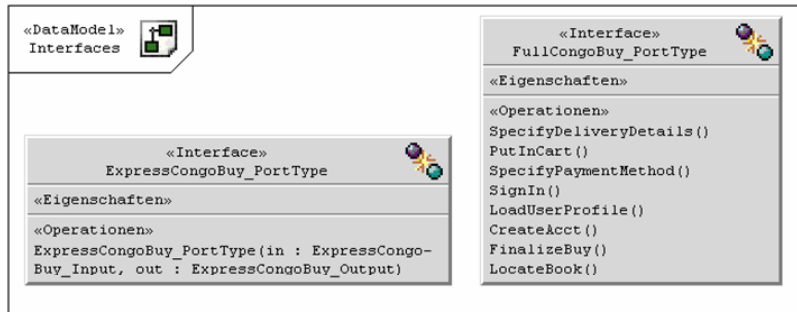 «DataModel»
Interfaces
«Interface»
ExpressCongoBuy_PortType
«Eigenschaften»
«Operationen»
ExpressCongoBuy_PortType(in : ExpressCongo-
Buy_Input, out : ExpressCongoBuy_Output)
«Interface»
FullCongoBuy_PortType
«Eigenschaften»
«Operationen»
SpecifyDeliveryDetails()
PutInCart()
SpecifyPaymentMethod()
SignIn()
LoadUserProfile()
CreateAcct()
FinalizeBuy()
LocateBook()